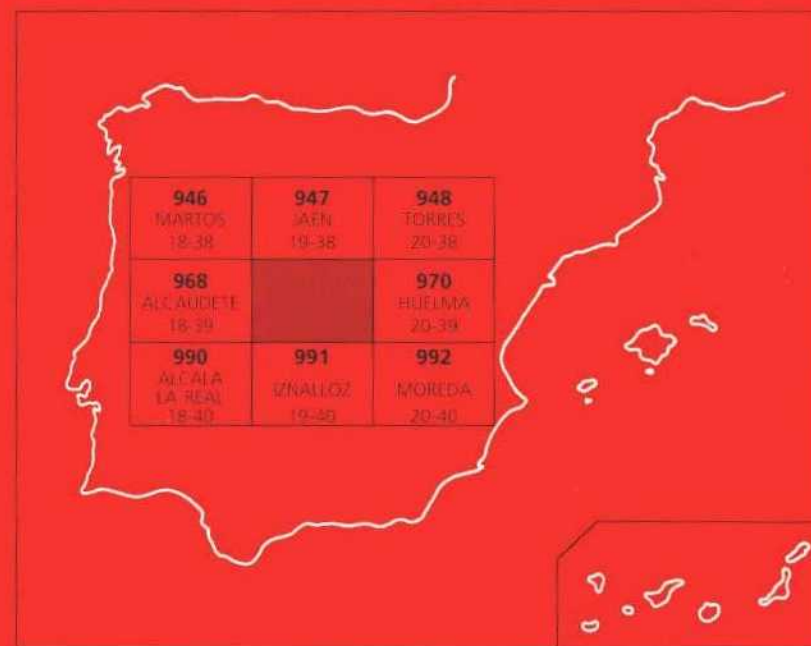 946
MARTOS
18-38
947
JAEN
19-38
948
TORRES
20-38
968
ALCAUDETE
18-39
970
HUELMA
20-39
990
ALCALA
LA REAL
18-40
991
IZNALLOZ
19-40
992
MOREDA
20-40